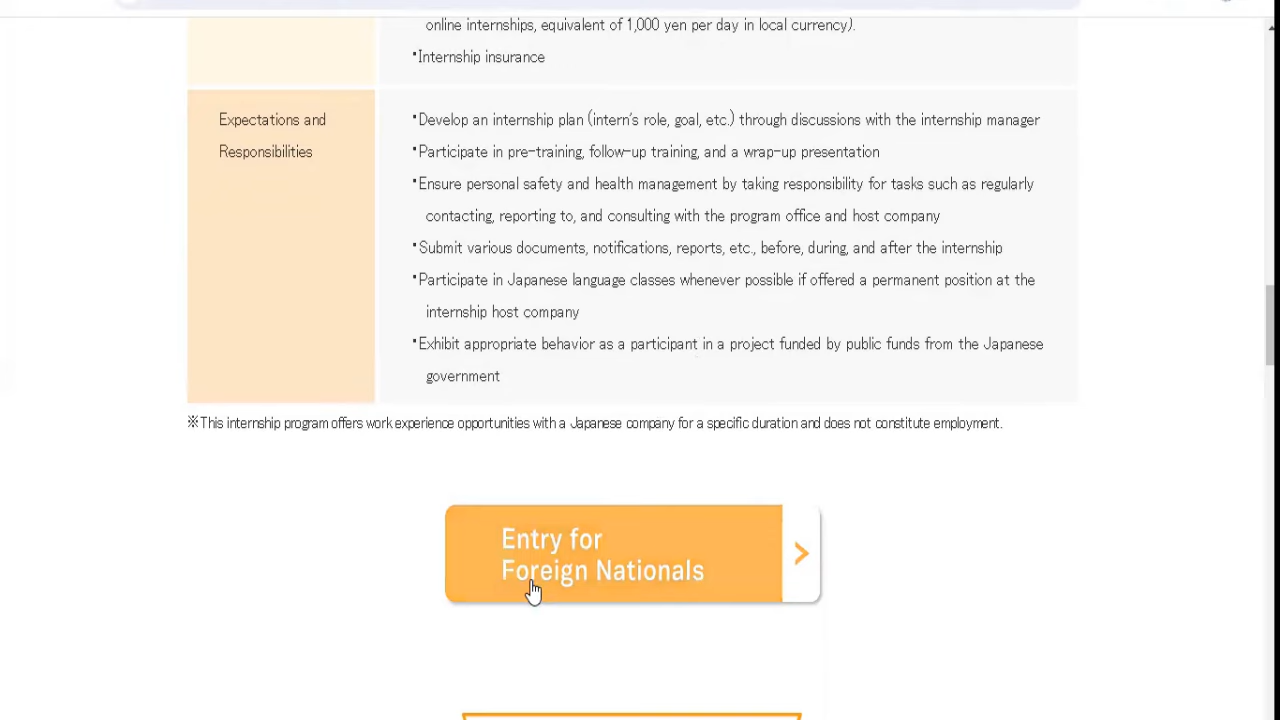 online internships, equivalent of 1,000 yen per day in local currency).
・Internship insurance
Expectations and
Responsibilities
・Develop an internship plan (intern's role, goal, etc.) through discussions with the internship manager
・Participate in pre-training, follow-up training, and a wrap-up presentation
・Ensure personal safety and health management by taking responsibility for tasks such as regularly
contacting, reporting to, and consulting with the program office and host company
・Submit various documents, notifications, reports, etc., before, during, and after the internship
・Participate in Japanese language classes whenever possible if offered a permanent position at the
internship host company
・Exhibit appropriate behavior as a participant in a project funded by public funds from the Japanese
government
※This internship program offers work experience opportunities with a Japanese company for a specific duration and does not constitute employment.
Entry for
Foreign Nationals